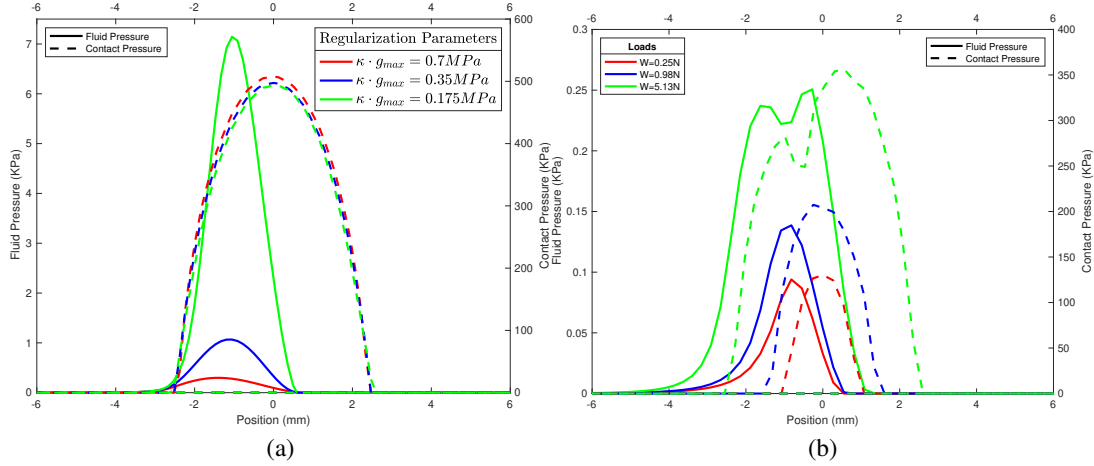 -6 -4 -2 0 2 4 6
7
6
5
4
3
2
1
0
Fluid Pressure (KPa)
600
500
400
300
200
100
0
Contact Pressure (KPa)
Fluid Pressure
Contact Pressure
Regularization Parameters
κ · g_max = 0.7MPa
κ · g_max = 0.35MPa
κ · g_max = 0.175MPa
-6 -4 -2 0 2 4 6
Position (mm)
(a)
-6 -4 -2 0 2 4 6
0.3
0.25
0.2
0.15
0.1
0.05
0
Fluid Pressure (KPa)
400
350
300
250
200
150
100
50
0
Contact Pressure (KPa)
Loads
W=0.25N
W=0.98N
W=5.13N
Fluid Pressure
Contact Pressure
-6 -4 -2 0 2 4 6
Position (mm)
(b)